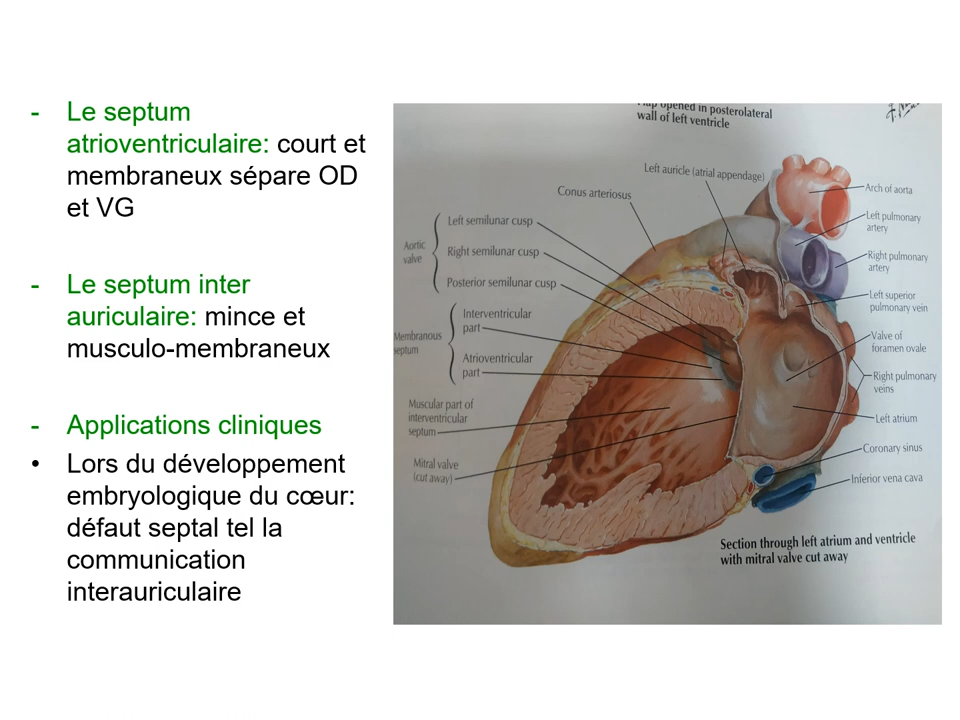 - Le septum
atrioventriculaire: court et
membraneux sépare OD
et VG
- Le septum inter
auriculaire: mince et
musculo-membraneux
- Applications cliniques
• Lors du développement
embryologique du cœur:
défaut septal tel la
communication
interauriculaire
opened in posterolateral
wall of left ventricle
Left auricle (atrial appendage)
Conus arteriosus
Arch of aorta
Left semilunar cusp
Left pulmonary
artery
Aortic
valve
Right semilunar cusp
Right pulmonary
artery
Posterior semilunar cusp
Left superior
pulmonary vein
Interventricular
part
Membranous
septum
Valve of
foramen ovale
Atrioventricular
part
Right pulmonary
veins
Muscular part of
interventricular
septum
Left atrium
Mitral valve
(cut away)
Coronary sinus
Inferior vena cava
Section through left atrium and ventricle
with mitral valve cut away